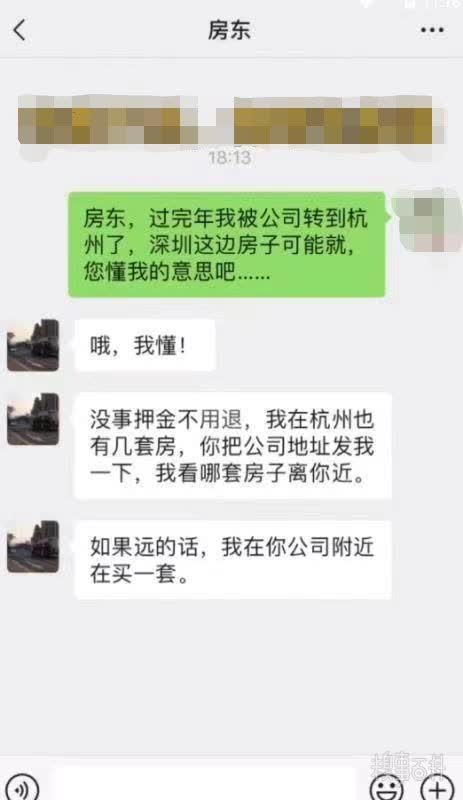 房东
18:13
房东，过完年我被公司转到杭
州了，深圳这边房子可能就，
您懂我的意思吧……
哦，我懂！
没事押金不用退，我在杭州也
有几套房，你把公司地址发我
一下，我看哪套房子离你近。
如果远的话，我在你公司附近
在买一套。
糗事百科